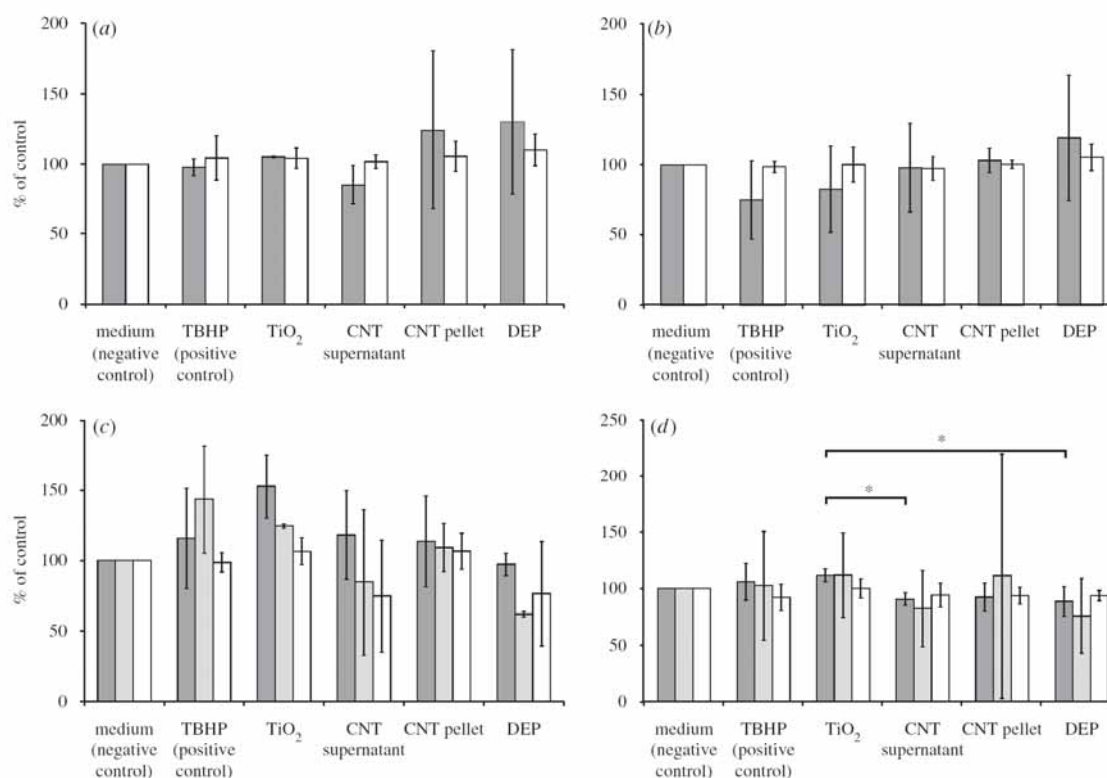 200
(a)
150
100
50
0
% of control
medium
(negative
control)
TBHP
(positive
control)
TiO₂
CNT
supernatant
CNT pellet
DEP
200
(b)
150
100
50
0
medium
(negative
control)
TBHP
(positive
control)
TiO₂
CNT
supernatant
CNT pellet
DEP
200
(c)
150
100
50
0
% of control
medium
(negative
control)
TBHP
(positive
control)
TiO₂
CNT
supernatant
CNT pellet
DEP
250
(d)
200
150
100
50
0
*
*
medium
(negative
control)
TBHP
(positive
control)
TiO₂
CNT
supernatant
CNT pellet
DEP